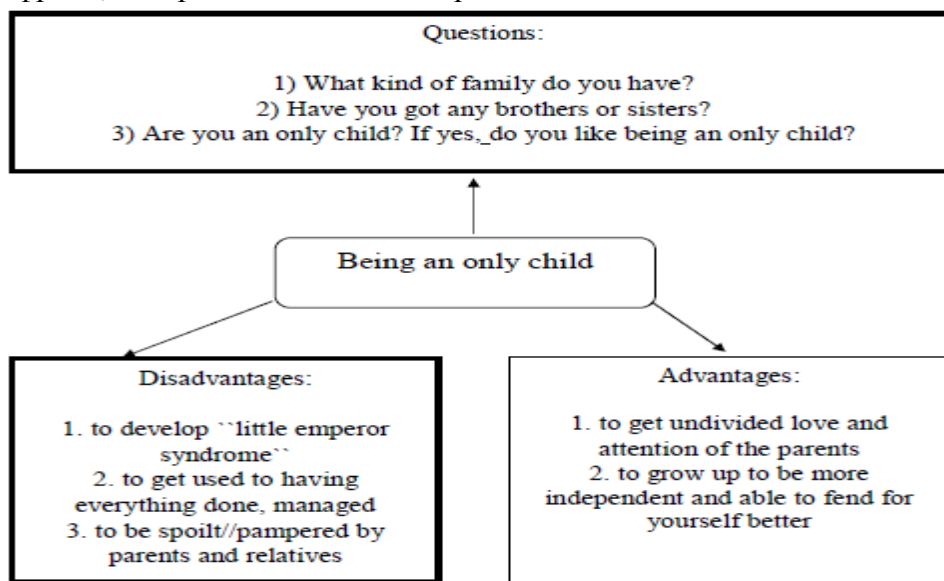 Questions:
1) What kind of family do you have?
2) Have you got any brothers or sisters?
3) Are you an only child? If yes,_do you like being an only child?
Being an only child
Disadvantages:
1. to develop ``little emperor
syndrome``
2. to get used to having
everything done, managed
3. to be spoilt//pampered by
parents and relatives
Advantages:
1. to get undivided love and
attention of the parents
2. to grow up to be more
independent and able to fend for
yourself better